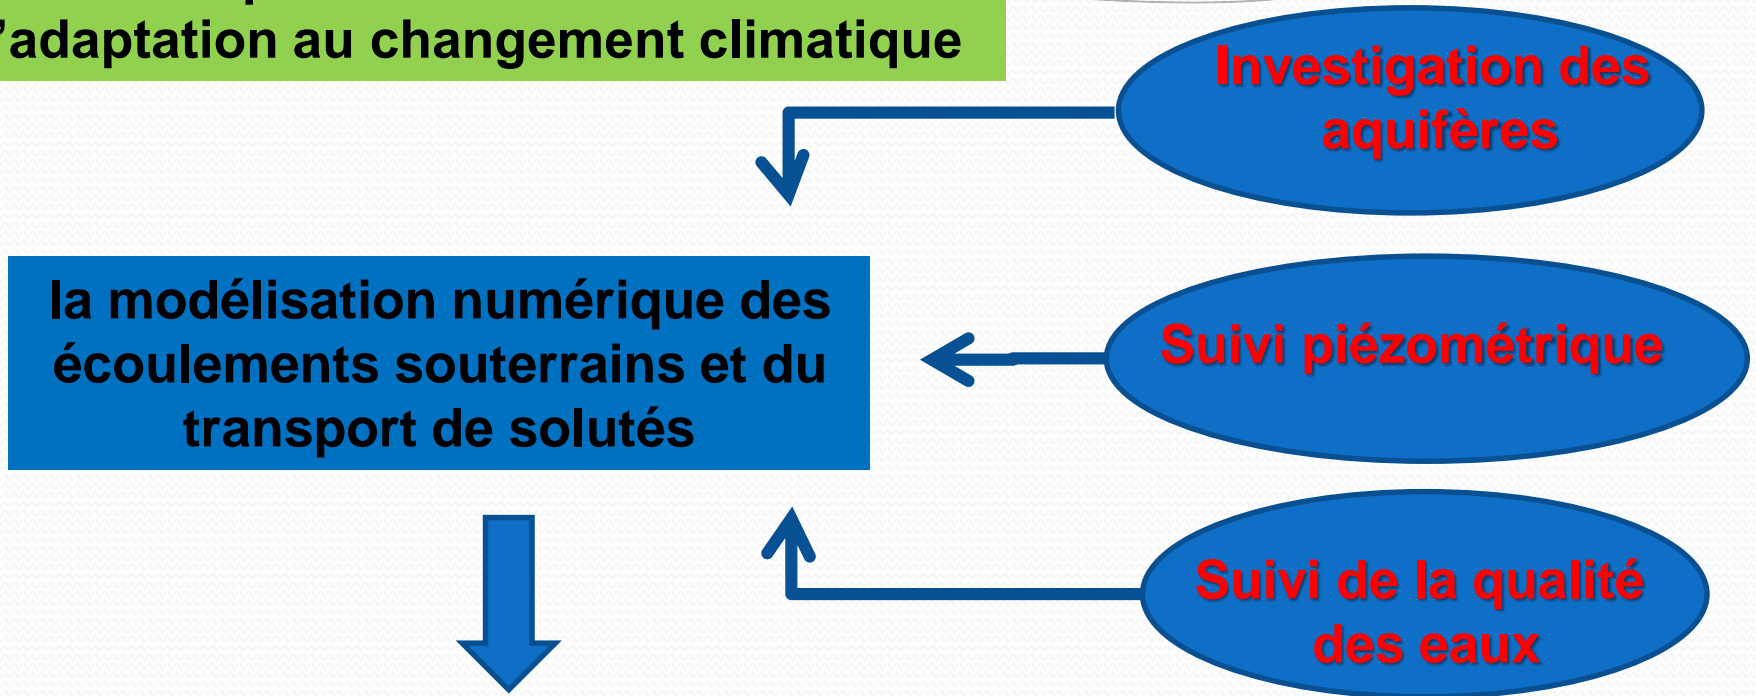 l'adaptation au changement climatique
Investigation des
aquifères
la modélisation numérique des
écoulements souterrains et du
transport de solutés
Suivi piézométrique
Suivi de la qualité
des eaux